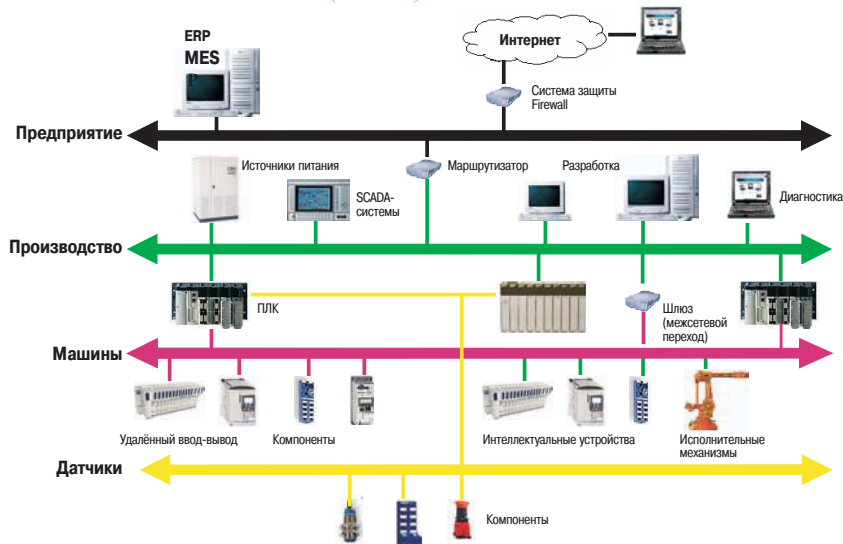 ERP
MES
Интернет
Система защиты
Firewall
Предприятие
Источники питания
Маршрутизатор
Разработка
SCADA-
системы
Диагностика
Производство
ПЛК
Шлюз
(межсетевой
переход)
Машины
Удалённый ввод-вывод
Компоненты
Интеллектуальные устройства
Исполнительные
механизмы
Датчики
Компоненты